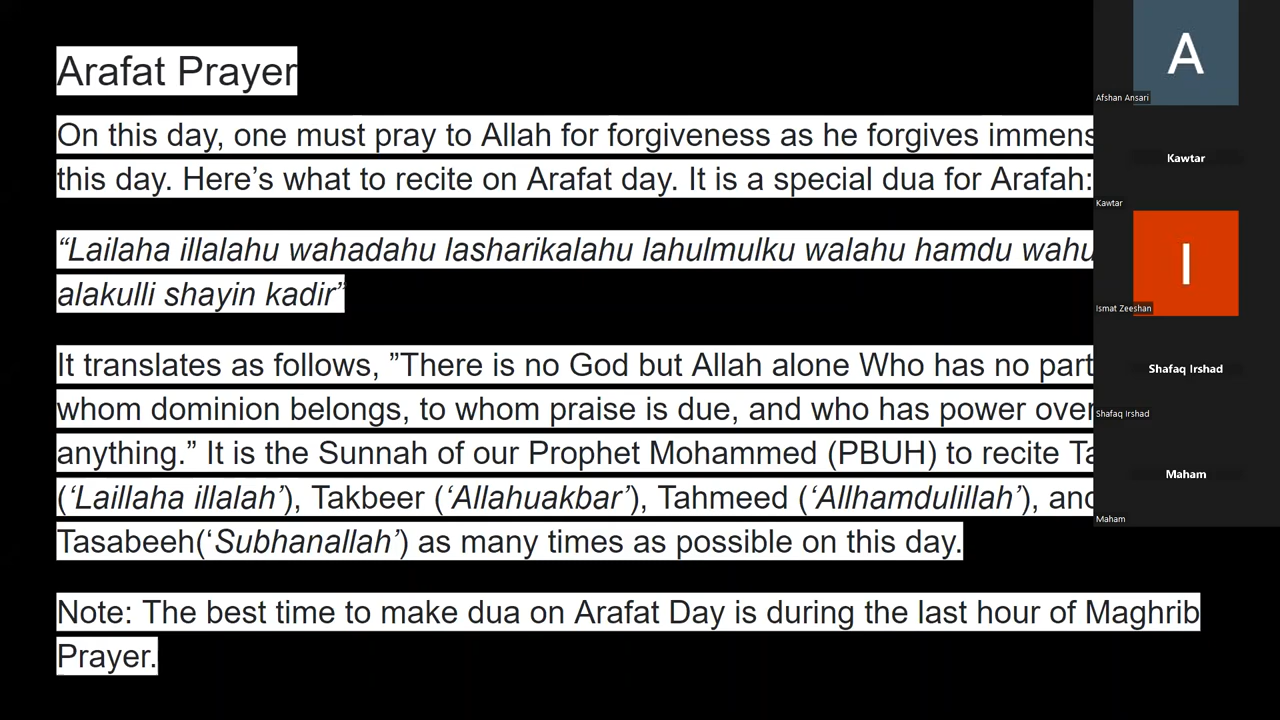 Arafat Prayer
On this day, one must pray to Allah for forgiveness as he forgives immens
this day. Here’s what to recite on Arafat day. It is a special dua for Arafah:
“Lailaha illalahu wahadahu lasharikalahu lahulmulku walahu hamdu wahu
alakulli shayin kadir”
It translates as follows, ”There is no God but Allah alone Who has no part
whom dominion belongs, to whom praise is due, and who has power over
anything.” It is the Sunnah of our Prophet Mohammed (PBUH) to recite Ta
(‘Laillaha illalah’), Takbeer (‘Allahuakbar’), Tahmeed (‘Allhamdulillah’), and
Tasabeeh(‘Subhanallah’) as many times as possible on this day.
Note: The best time to make dua on Arafat Day is during the last hour of Maghrib
Prayer.
A
Afshan Ansari
Kawtar
Kawtar
I
Ismat Zeeshan
Shafaq Irshad
Shafaq Irshad
Maham
Maham